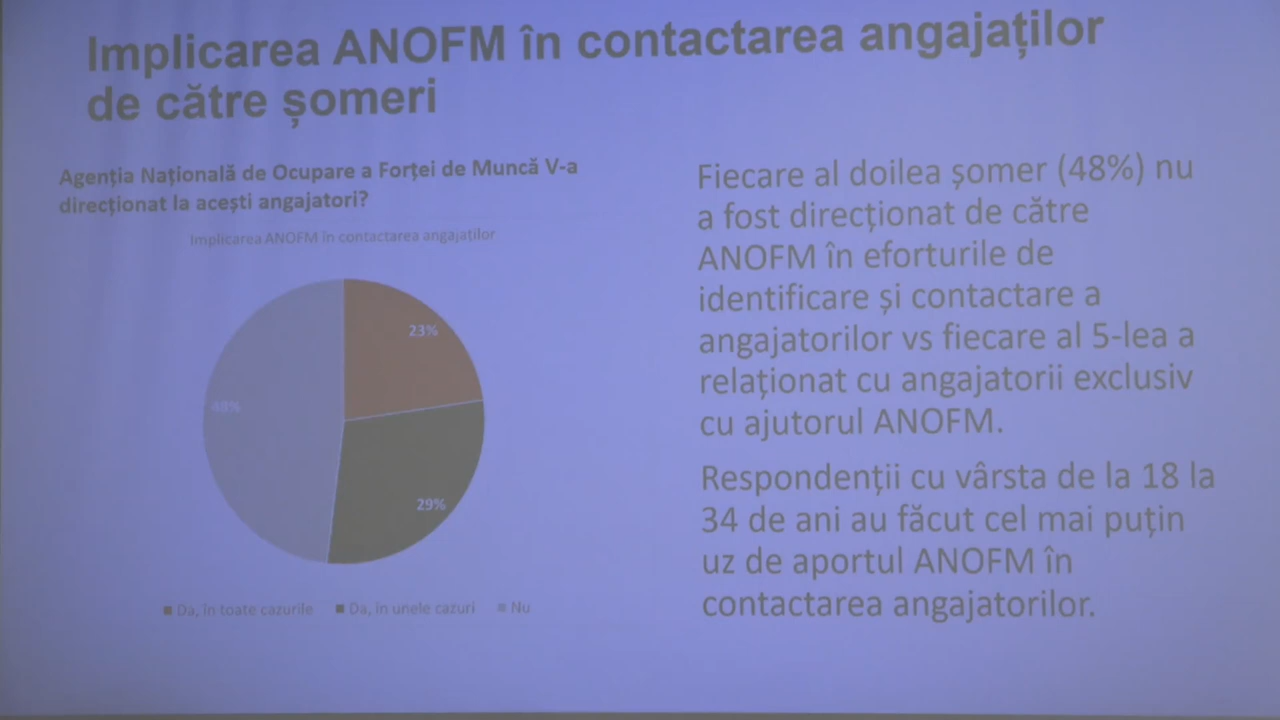 Implicarea ANOFM în contactarea angajaților
de către șomeri
Agenția Națională de Ocupare a Forței de Muncă V-a
direcționat la acești angajatori?
Implicarea ANOFM în contactarea angajatilor
23%
48%
29%
Da, în toate cazurile
Da, în unele cazuri
Nu
Fiecare al doilea șomer (48%) nu
a fost direcționat de către
ANOFM în eforturile de
identificare și contactare a
angajatorilor vs fiecare al 5-lea a
relaționat cu angajatorii exclusiv
cu ajutorul ANOFM.
Respondenții cu vârsta de la 18 la
34 de ani au făcut cel mai puțin
uz de aportul ANOFM în
contactarea angajatorilor.